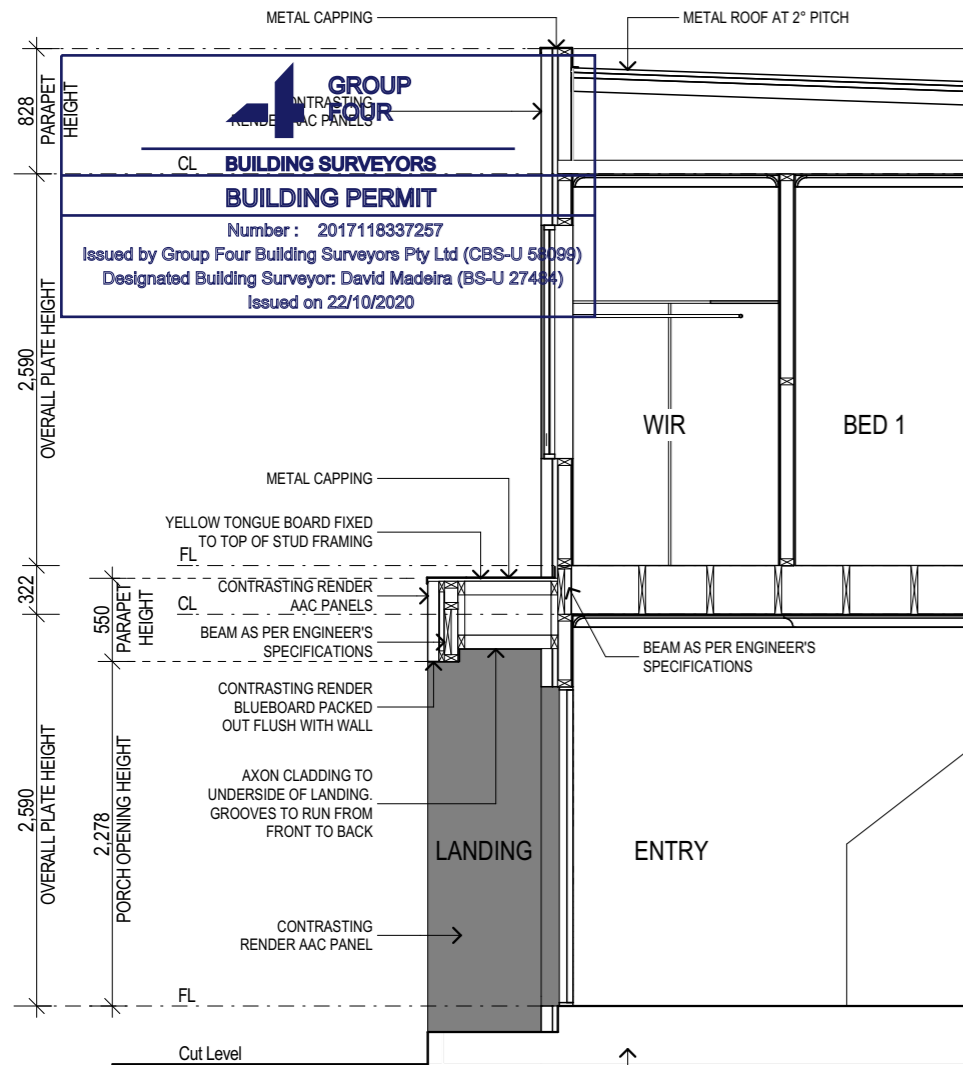 METAL CAPPING
METAL ROOF AT 2° PITCH
828
PARAPET
HEIGHT
GROUP
FOUR
CONTRASTING
RENDER AAC PANELS
CL
BUILDING SURVEYORS
BUILDING PERMIT
Number : 2017118337257
Issued by Group Four Building Surveyors Pty Ltd (CBS-U 58099)
Designated Building Surveyor: David Madeira (BS-U 27484)
Issued on 22/10/2020
2,590
OVERALL PLATE HEIGHT
WIR
BED 1
METAL CAPPING
YELLOW TONGUE BOARD FIXED
TO TOP OF STUD FRAMING
FL
322
550
PARAPET
HEIGHT
CONTRASTING RENDER
AAC PANELS
CL
BEAM AS PER ENGINEER'S
SPECIFICATIONS
BEAM AS PER ENGINEER'S
SPECIFICATIONS
CONTRASTING RENDER
BLUEBOARD PACKED
OUT FLUSH WITH WALL
AXON CLADDING TO
UNDERSIDE OF LANDING.
GROOVES TO RUN FROM
FRONT TO BACK
2,590
OVERALL PLATE HEIGHT
2,278
PORCH OPENING HEIGHT
LANDING
ENTRY
CONTRASTING
RENDER AAC PANEL
FL
Cut Level